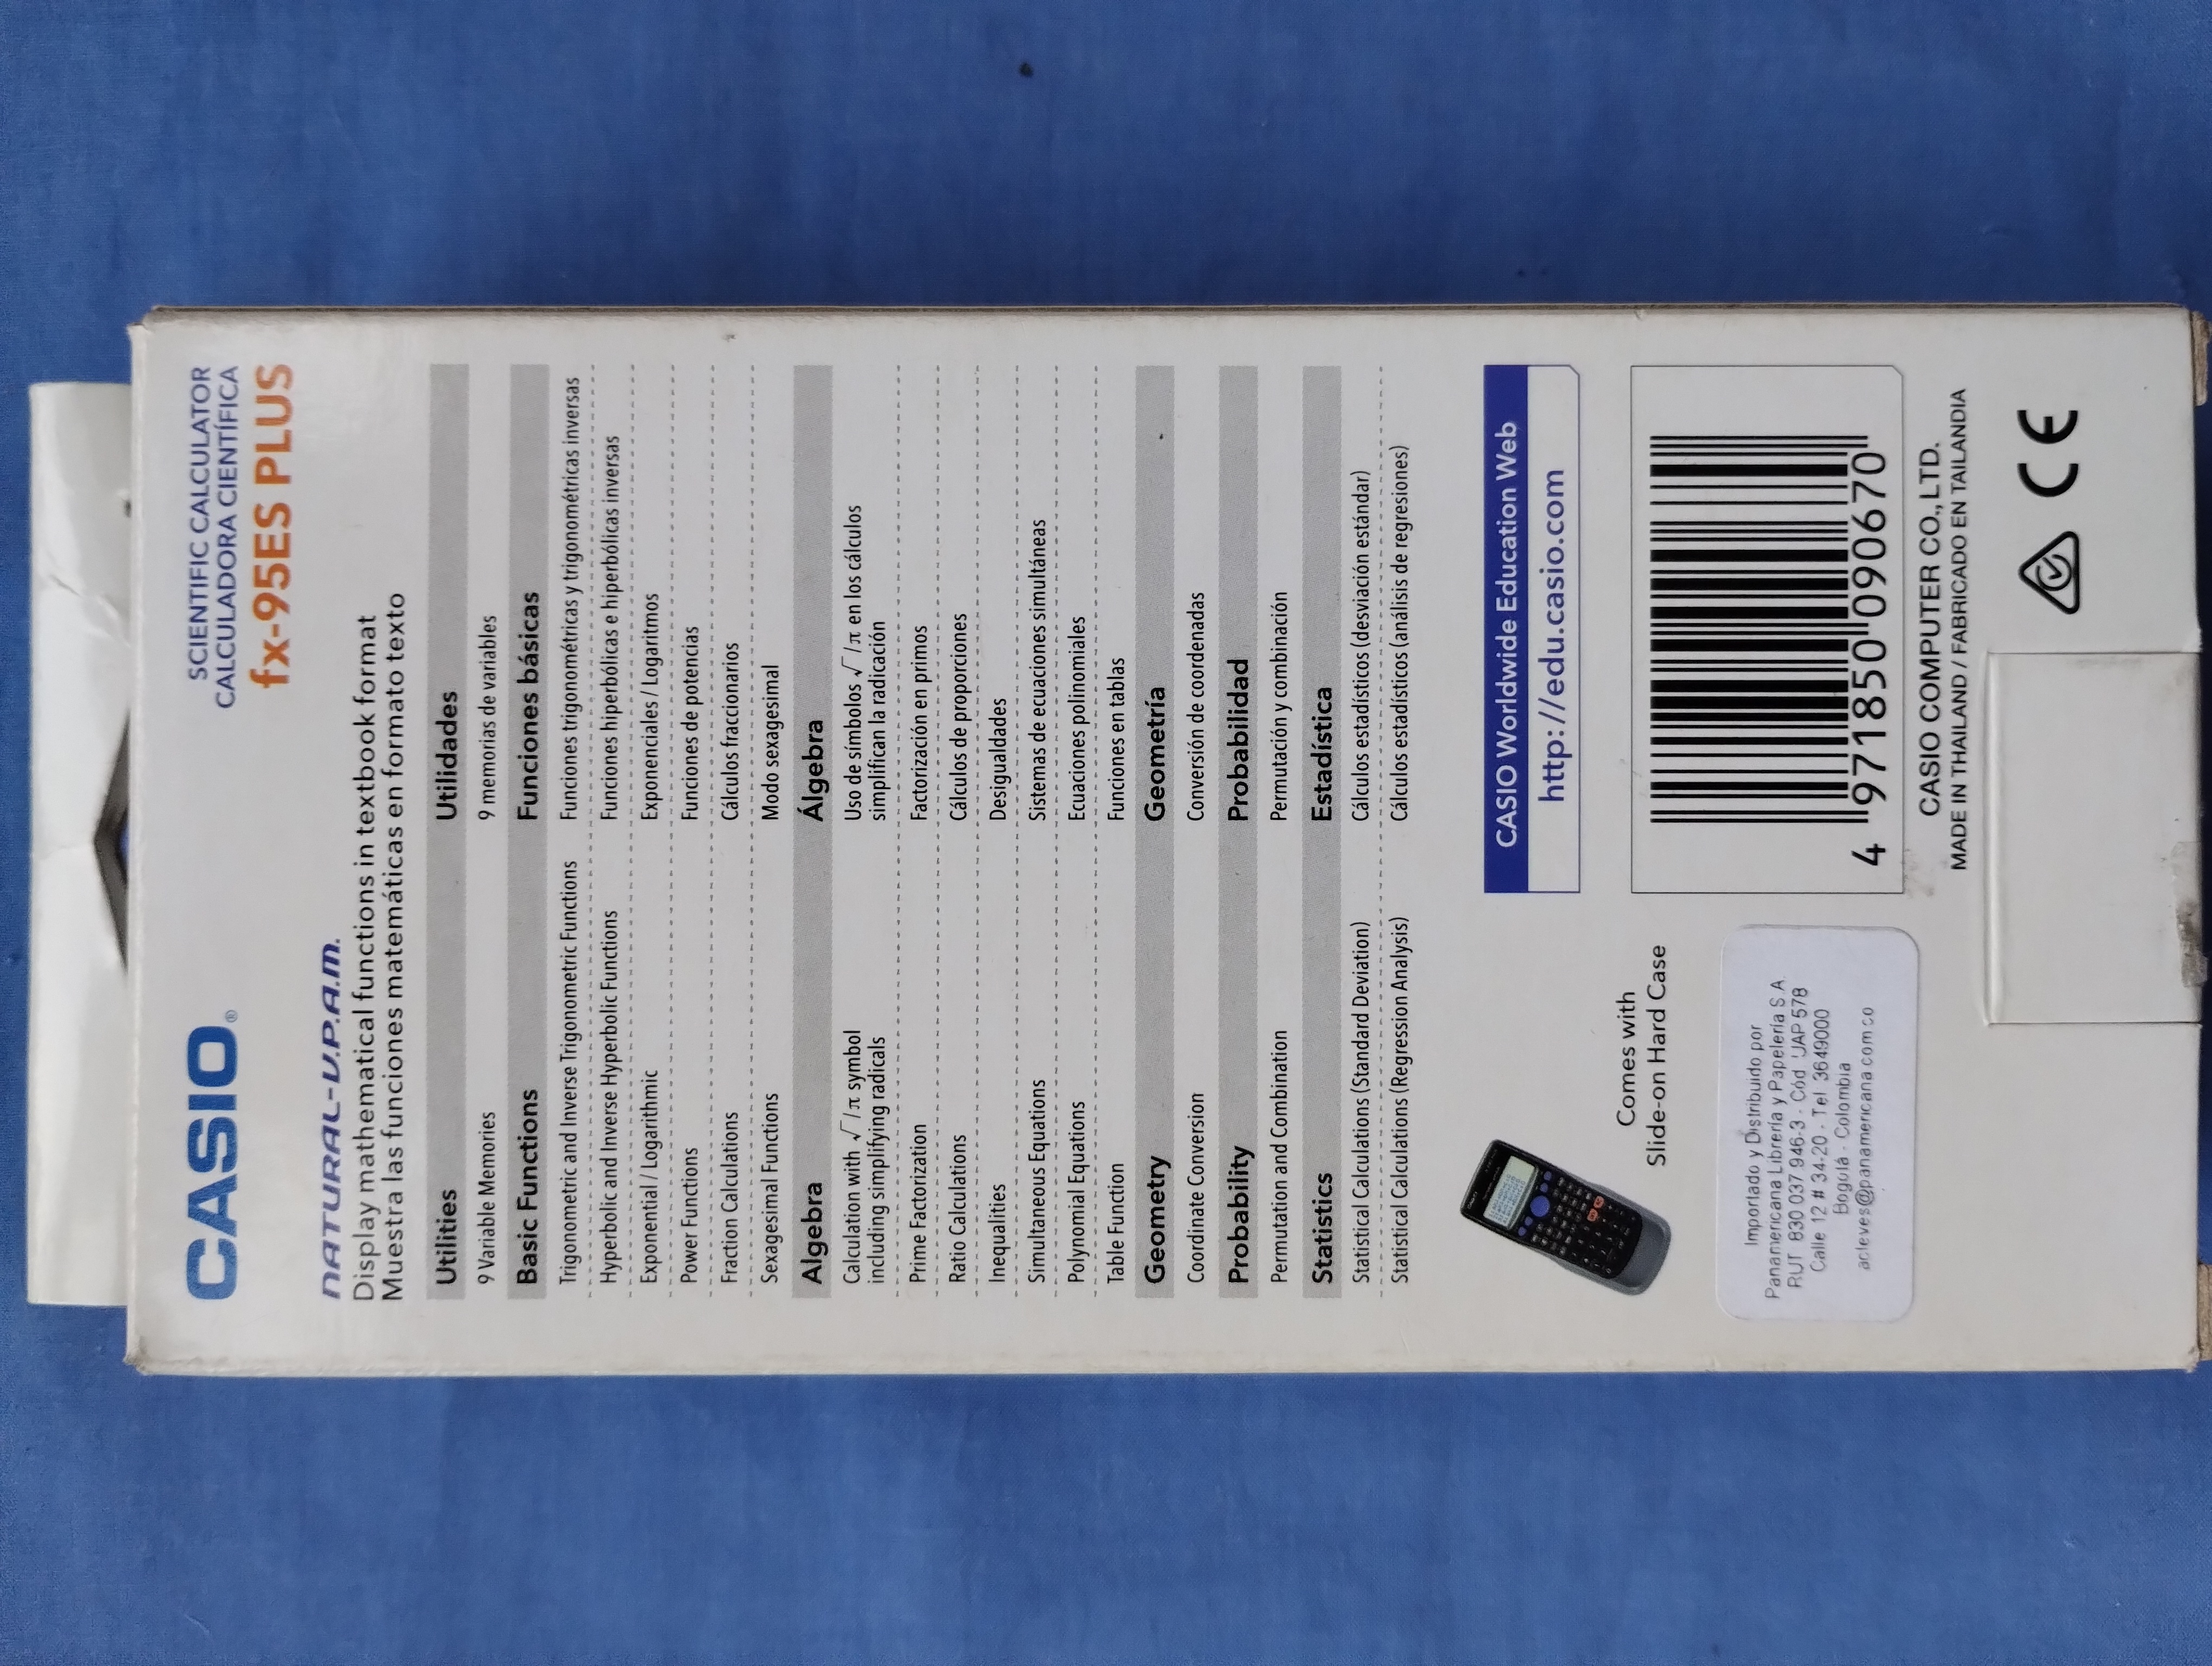 CASIO®
SCIENTIFIC CALCULATOR
CALCULADORA CIENTÍFICA
fx-95ES PLUS
NATURAL-V.P.A.M.
Display mathematical functions in textbook format
Muestra las funciones matemáticas en formato texto
Utilities Utilidades
9 Variable Memories 9 memorias de variables
Basic Functions Funciones básicas
Trigonometric and Inverse Trigonometric Functions Funciones trigonométricas y trigonométricas inversas
Hyperbolic and Inverse Hyperbolic Functions Funciones hiperbólicas e hiperbólicas inversas
Exponential / Logarithmic Exponenciales / Logaritmos
Power Functions Funciones de potencias
Fraction Calculations Cálculos fraccionarios
Sexagesimal Functions Modo sexagesimal
Algebra Álgebra
Calculation with √ / π symbol Uso de símbolos √ / π en los cálculos
including simplifying radicals simplifican la radicación
Prime Factorization Factorización en primos
Ratio Calculations Cálculos de proporciones
Inequalities Desigualdades
Simultaneous Equations Sistemas de ecuaciones simultáneas
Polynomial Equations Ecuaciones polinomiales
Table Function Funciones en tablas
Geometry Geometría
Coordinate Conversion Conversión de coordenadas
Probability Probabilidad
Permutation and Combination Permutación y combinación
Statistics Estadística
Statistical Calculations (Standard Deviation) Cálculos estadísticos (desviación estándar)
Statistical Calculations (Regression Analysis) Cálculos estadísticos (análisis de regresiones)
Comes with
Slide-on Hard Case
CASIO Worldwide Education Web
http://edu.casio.com
Importado y Distribuido por
Panamericana Librería y Papelería S.A.
RUT 830 037 946-3 - Cód UAP 578
Calle 12 # 34-20 - Tel 3649000
Bogotá - Colombia
acleves@panamericana.com.co
4 971850 090670
CASIO COMPUTER CO., LTD.
MADE IN THAILAND / FABRICADO EN TAILANDIA
CE